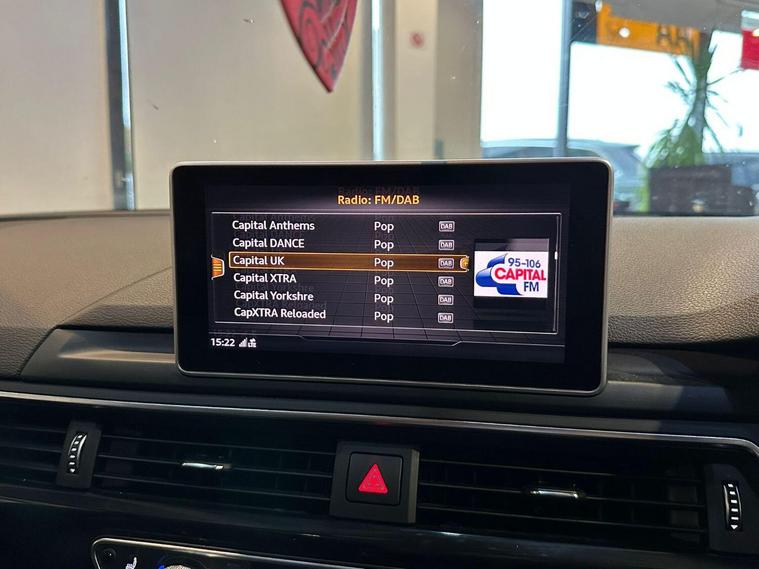 Radio: FM/DAB
Capital Anthems Pop DAB
Capital DANCE Pop DAB
Capital UK Pop DAB
Capital XTRA Pop DAB
Capital Yorkshre Pop DAB
CapXTRA Reloaded Pop DAB
95-106
CAPITAL
FM
15:22 LTE